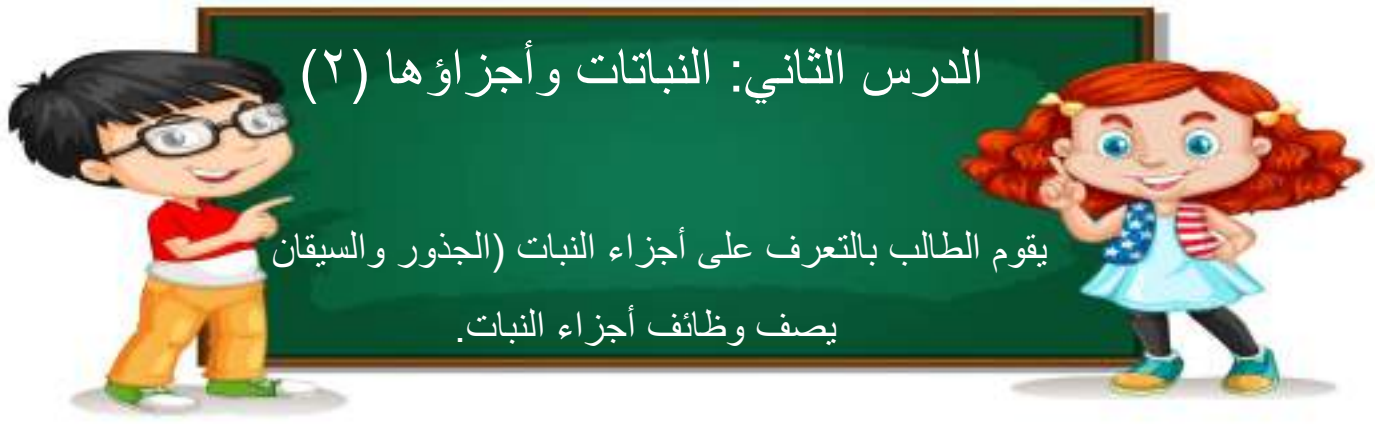 الدرس الثاني: النباتات وأجزاؤها (٢)
يقوم الطالب بالتعرف على أجزاء النبات (الجذور والسيقان
يصف وظائف أجزاء النبات.